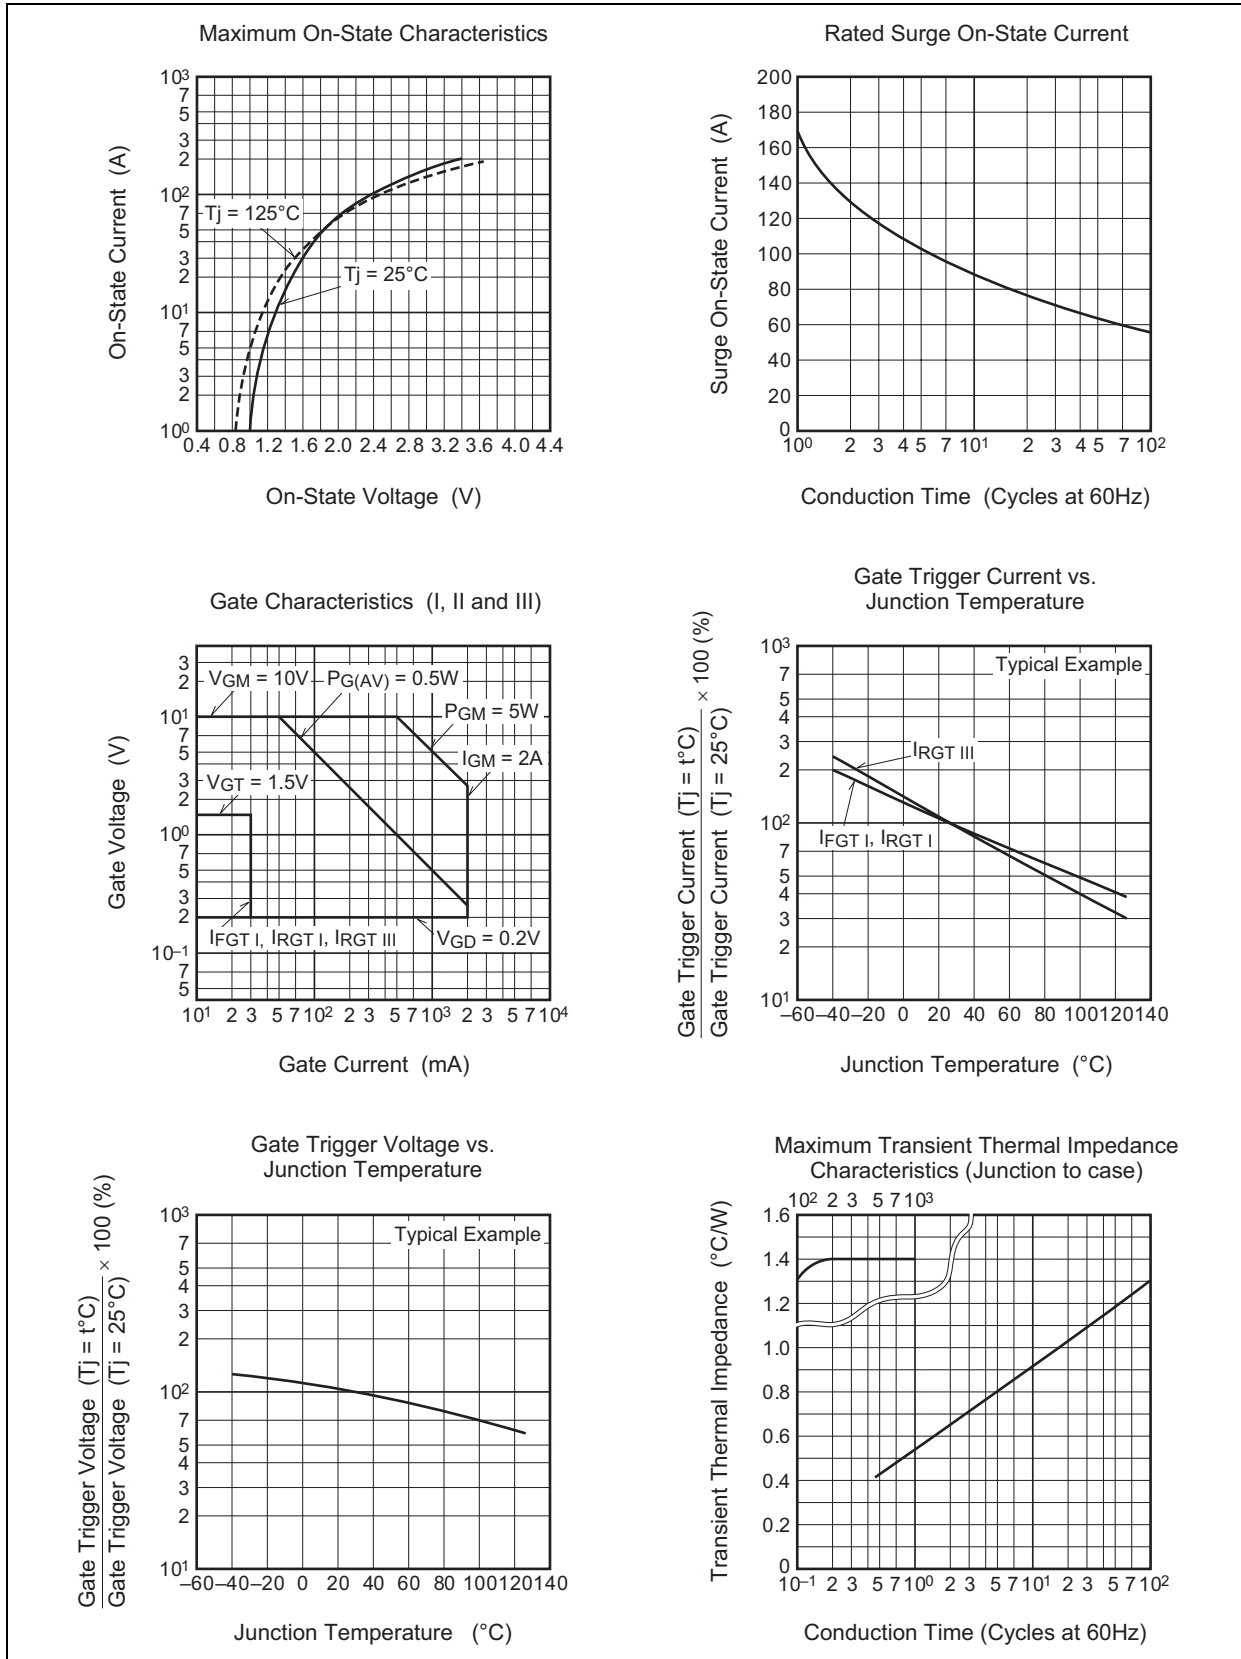 Maximum On-State Characteristics
On-State Current (A)
10³
7
5
3
2
10²
7
5
3
2
10¹
7
5
3
2
10⁰
Tj = 125°C
Tj = 25°C
0.4 0.8 1.2 1.6 2.0 2.4 2.8 3.2 3.6 4.0 4.4
On-State Voltage (V)
Rated Surge On-State Current
Surge On-State Current (A)
200
180
160
140
120
100
80
60
40
20
0
10⁰ 2 3 4 5 7 10¹ 2 3 4 5 7 10²
Conduction Time (Cycles at 60Hz)
Gate Characteristics (I, II and III)
Gate Voltage (V)
3
2
10¹
7
5
3
2
10⁰
7
5
3
2
10⁻¹
7
5
VGM = 10V
PG(AV) = 0.5W
PGM = 5W
IGM = 2A
VGT = 1.5V
IFGT I, IRGT I, IRGT III
VGD = 0.2V
10¹ 2 3 5 7 10² 2 3 5 7 10³ 2 3 5 7 10⁴
Gate Current (mA)
Gate Trigger Current vs.
Junction Temperature
Gate Trigger Current (Tj = t°C)
Gate Trigger Current (Tj = 25°C)
× 100 (%)
10³
7
5
4
3
2
10²
7
5
4
3
2
10¹
Typical Example
IRGT III
IFGT I, IRGT I
–60 –40 –20 0 20 40 60 80 100 120 140
Junction Temperature (°C)
Gate Trigger Voltage vs.
Junction Temperature
Gate Trigger Voltage (Tj = t°C)
Gate Trigger Voltage (Tj = 25°C)
× 100 (%)
10³
7
5
4
3
2
10²
7
5
4
3
2
10¹
Typical Example
–60 –40 –20 0 20 40 60 80 100 120 140
Junction Temperature (°C)
Maximum Transient Thermal Impedance
Characteristics (Junction to case)
10² 2 3 5 7 10³
Transient Thermal Impedance (°C/W)
1.6
1.4
1.2
1.0
0.8
0.6
0.4
0.2
0
10⁻¹ 2 3 5 7 10⁰ 2 3 5 7 10¹ 2 3 5 7 10²
Conduction Time (Cycles at 60Hz)